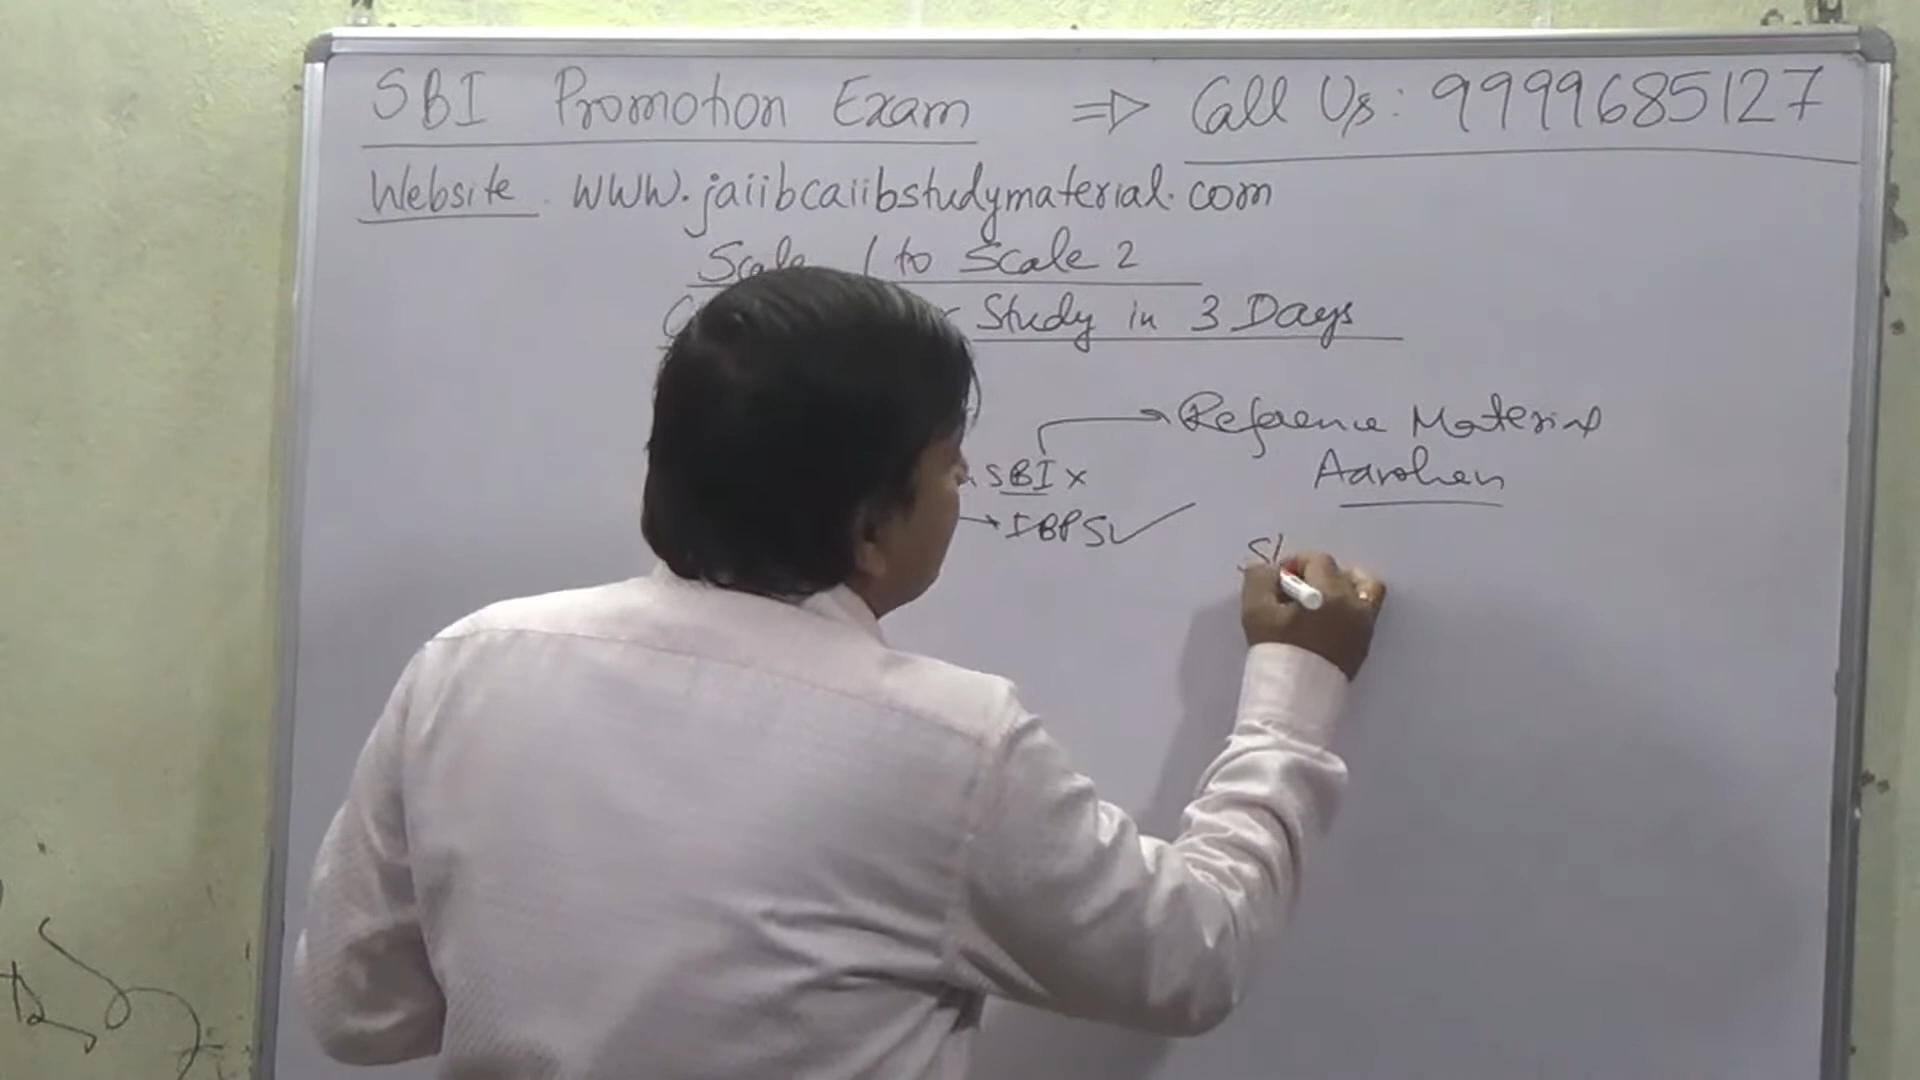 SBI Promotion Exam => Call Us: 9999685127
Website. www.jaiibcaiibstudymaterial.com
Scale 1 to Scale 2
Study in 3 Days
Reference Material
SBI x
Aarohan
IBPS ✓